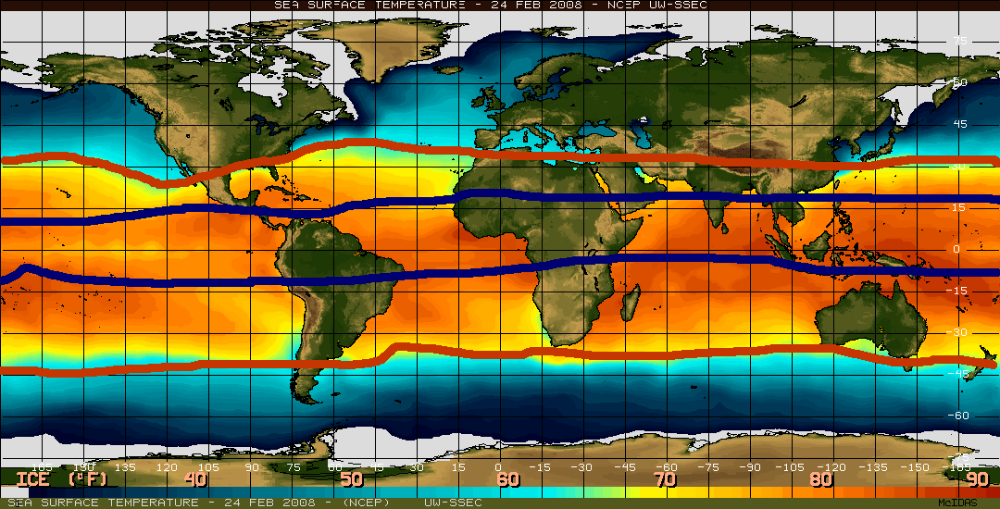 SEA SURFACE TEMPERATURE - 24 FEB 2008 - NCEP UW-SSEC
75
60
45
30
15
0
-15
-30
-45
-60
165 150 135 120 105 90 75 60 45 30 15 0 -15 -30 -45 -60 -75 -90 -105 -120 -135 -150 -165
ICE (°F) 40 50 60 70 80 90
SEA SURFACE TEMPERATURE - 24 FEB 2008 - (NCEP) UW-SSEC McIDAS